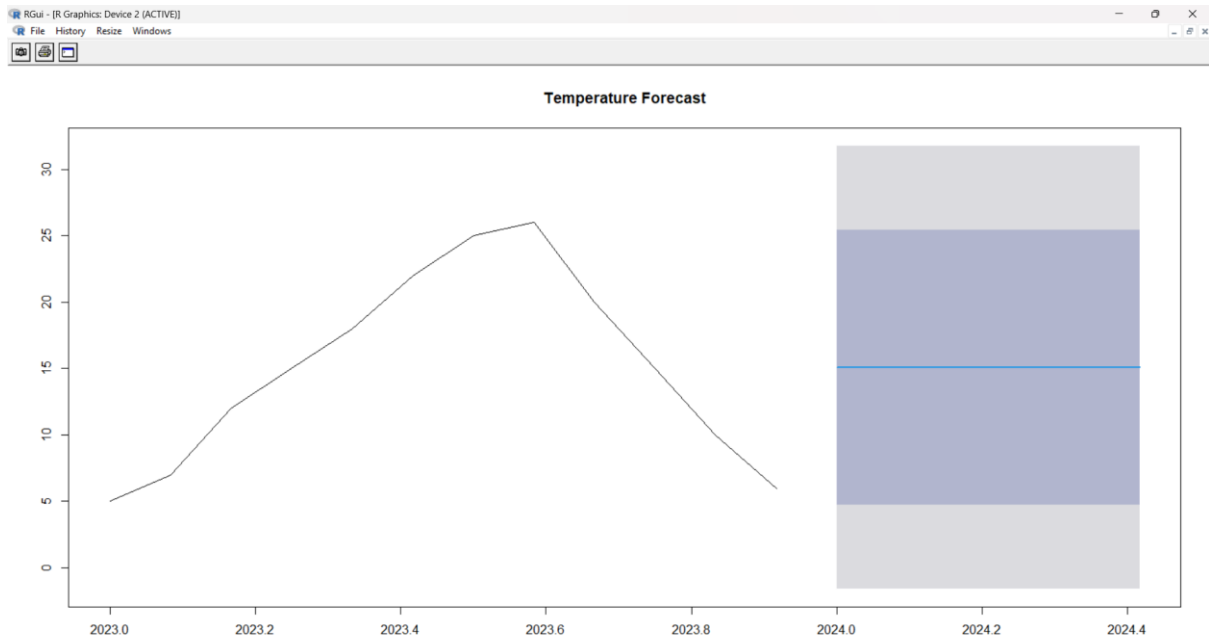 RGui - [R Graphics: Device 2 (ACTIVE)]
File History Resize Windows
Temperature Forecast
30
25
20
15
10
5
0
2023.0 2023.2 2023.4 2023.6 2023.8 2024.0 2024.2 2024.4